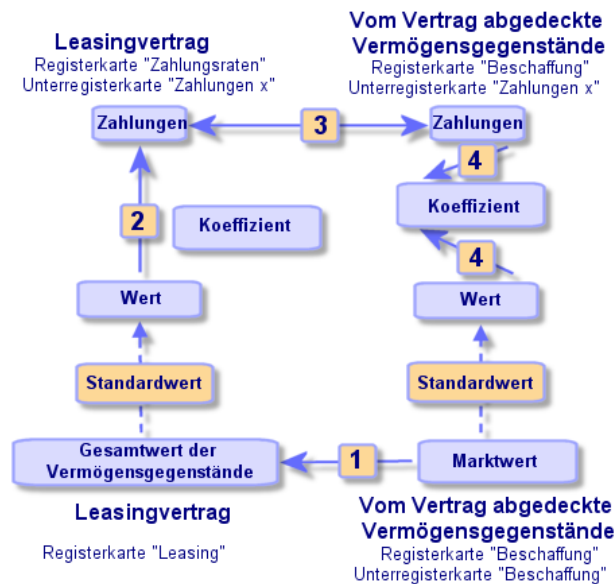 Leasingvertrag
Registerkarte "Zahlungsraten"
Unterregisterkarte "Zahlungen x"
Vom Vertrag abgedeckte
Vermögensgegenstände
Registerkarte "Beschaffung"
Unterregisterkarte "Zahlungen x"
Zahlungen
3
Zahlungen
4
2
Koeffizient
Koeffizient
4
Wert
Wert
Standardwert
Standardwert
Gesamtwert der
Vermögensgegenstände
1
Marktwert
Leasingvertrag
Registerkarte "Leasing"
Vom Vertrag abgedeckte
Vermögensgegenstände
Registerkarte "Beschaffung"
Unterregisterkarte "Beschaffung"